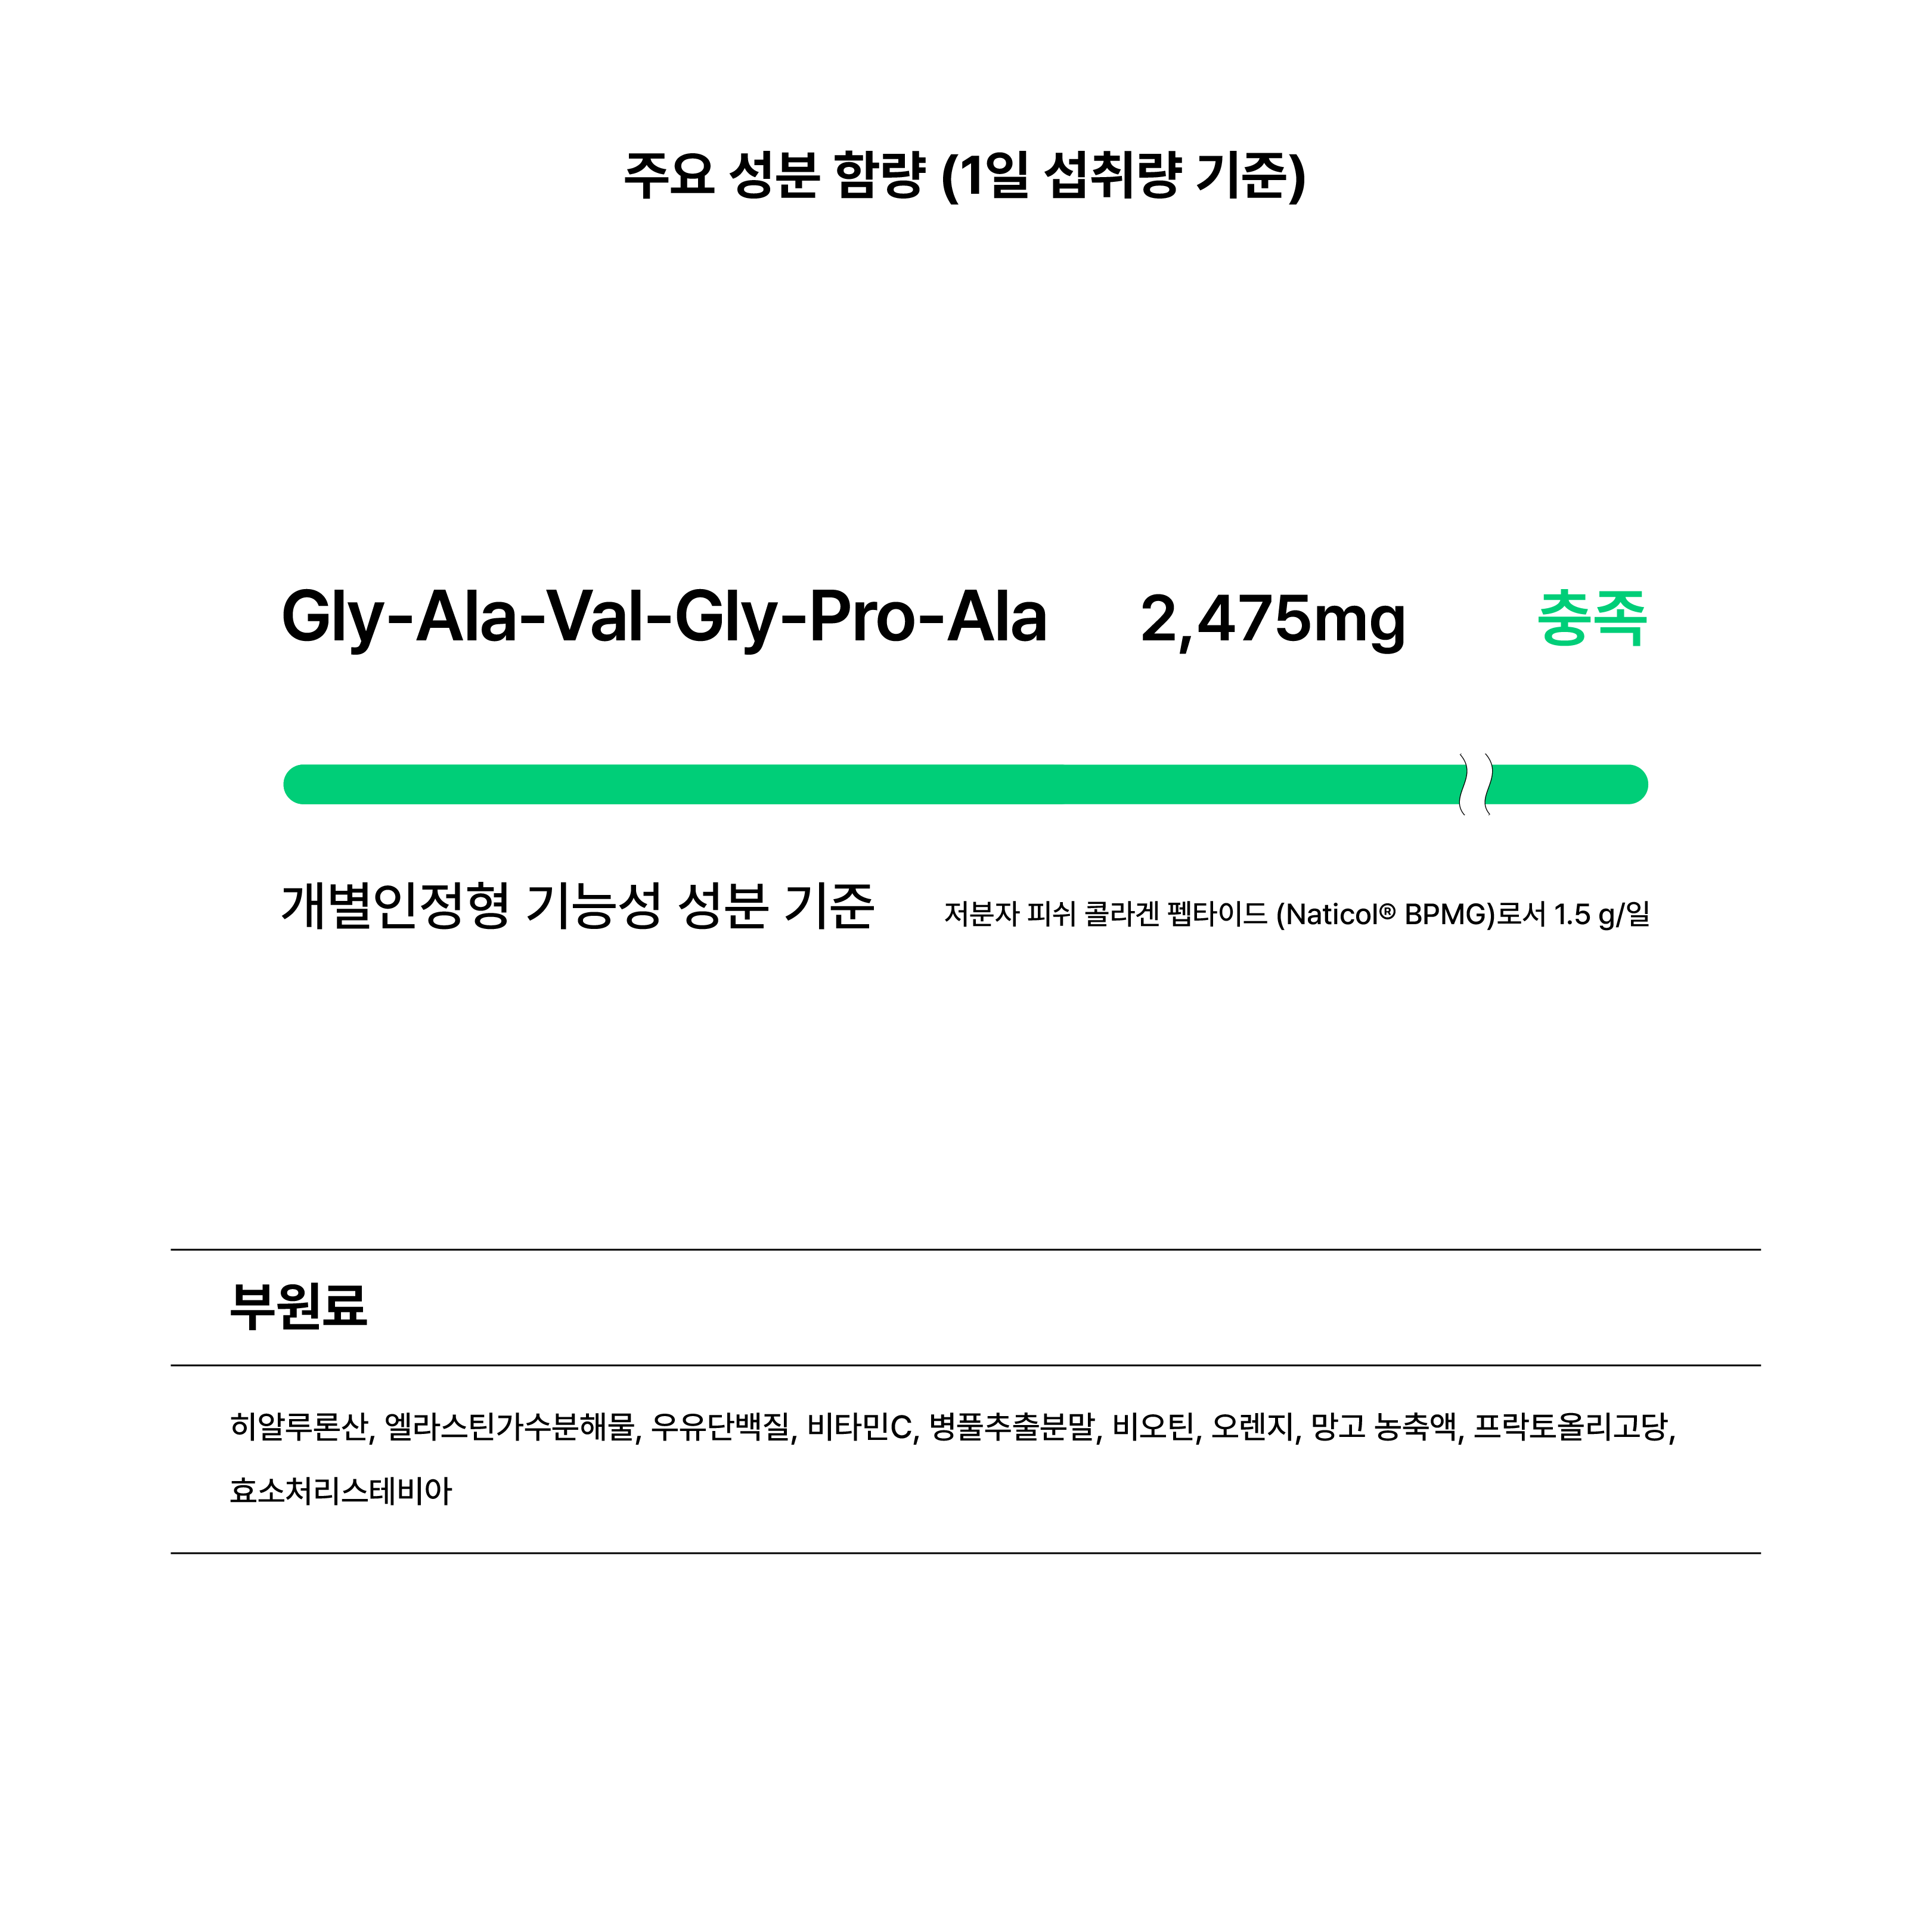 주요 성분 함량 (1일 섭취량 기준)
Gly-Ala-Val-Gly-Pro-Ala 2,475mg 충족
개별인정형 기능성 성분 기준 저분자 피쉬 콜라겐 펩타이드 (Naticol® BPMG)로서 1.5 g/일
부원료
히알루론산, 엘라스틴가수분해물, 우유단백질, 비타민C, 병풀추출분말, 비오틴, 오렌지, 망고 농축액, 프락토올리고당,
효소처리스테비아